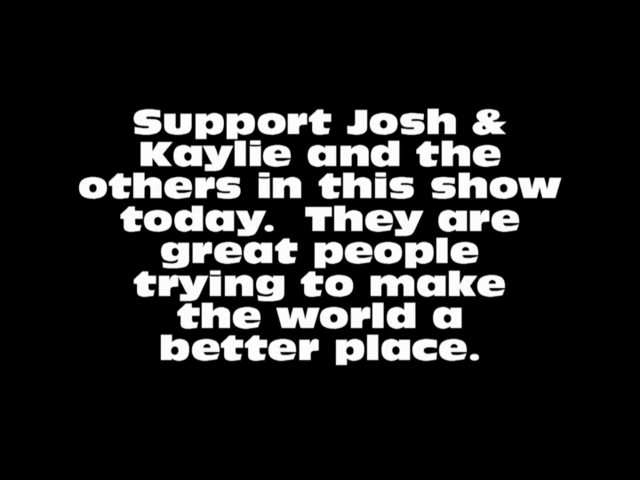 Support Josh &
Kaylie and the
others in this show
today.  They are
great people
trying to make
the world a
better place.